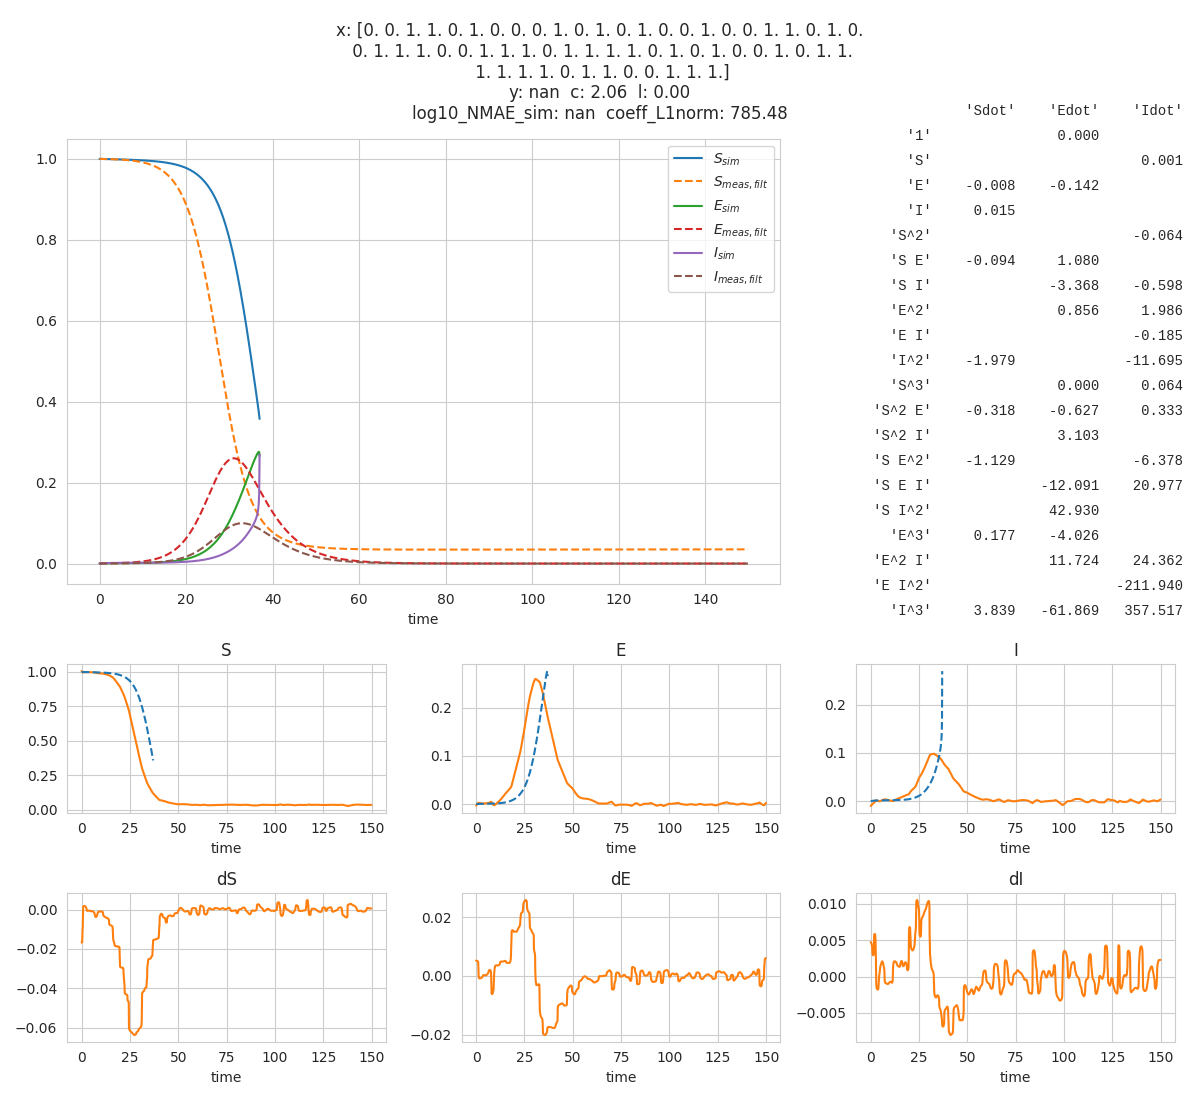 x: [0. 0. 1. 1. 0. 1. 0. 0. 0. 1. 0. 1. 0. 1. 0. 0. 1. 0. 0. 1. 1. 0. 1. 0.
0. 1. 1. 1. 0. 0. 1. 1. 1. 0. 1. 1. 1. 1. 0. 1. 0. 1. 0. 0. 1. 0. 1. 1.
1. 1. 1. 1. 0. 1. 1. 0. 0. 1. 1. 1.]
y: nan c: 2.06 l: 0.00
log10_NMAE_sim: nan coeff_L1norm: 785.48
'Sdot' 'Edot' 'Idot'
'1' 0.000
'S' 0.001
'E' -0.008 -0.142
'I' 0.015
'S^2' -0.064
'S E' -0.094 1.080
'S I' -3.368 -0.598
'E^2' 0.856 1.986
'E I' -0.185
'I^2' -1.979 -11.695
'S^3' 0.000 0.064
'S^2 E' -0.318 -0.627 0.333
'S^2 I' 3.103
'S E^2' -1.129 -6.378
'S E I' -12.091 20.977
'S I^2' 42.930
'E^3' 0.177 -4.026
'E^2 I' 11.724 24.362
'E I^2' -211.940
'I^3' 3.839 -61.869 357.517
1.0
0.8
0.6
0.4
0.2
0.0
S sim
S meas, filt
E sim
E meas, filt
I sim
I meas, filt
0 20 40 60 80 100 120 140
time
S
1.00
0.75
0.50
0.25
0.00
0 25 50 75 100 125 150
time
E
0.2
0.1
0.0
0 25 50 75 100 125 150
time
I
0.2
0.1
0.0
0 25 50 75 100 125 150
time
dS
0.00
−0.02
−0.04
−0.06
0 25 50 75 100 125 150
time
dE
0.02
0.00
−0.02
0 25 50 75 100 125 150
time
dI
0.010
0.005
0.000
−0.005
0 25 50 75 100 125 150
time